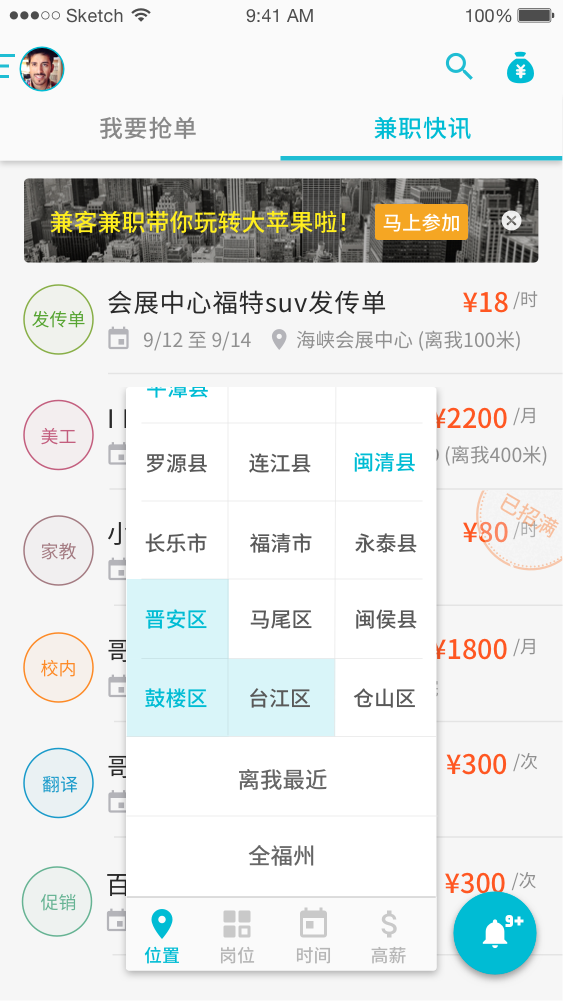 Sketch 9:41 AM 100%
我要抢单 兼职快讯
兼客兼职带你玩转大苹果啦！ 马上参加
发传单 会展中心福特suv发传单 ¥18 /时
9/12 至 9/14 海峡会展中心 (离我100米)
平潭县
美工 ¥2200 /月
(离我400米)
罗源县 连江县 闽清县
已招满
家教 小 ¥80 /时
长乐市 福清市 永泰县
晋安区 马尾区 闽侯县
校内 哥 ¥1800 /月
鼓楼区 台江区 仓山区
翻译 哥 ¥300 /次
离我最近
全福州
促销 百 ¥300 /次
9+
位置 岗位 时间 高薪